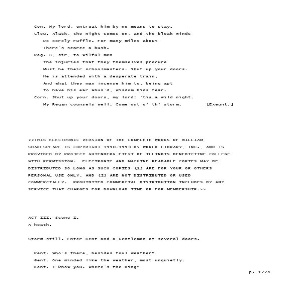 Corn. My lord, entreat him by no means to stay.
Glou. Alack, the night comes on, and the bleak winds
Do sorely ruffle. For many miles about
There's scarce a bush.
Reg. O, sir, to wilful men
The injuries that they themselves procure
Must be their schoolmasters. Shut up your doors.
He is attended with a desperate train,
And what they may incense him to, being apt
To have his ear abus'd, wisdom bids fear.
Corn. Shut up your doors, my lord: 'tis a wild night.
My Regan counsels well. Come out o' th' storm. [Exeunt.]
<<THIS ELECTRONIC VERSION OF THE COMPLETE WORKS OF WILLIAM
SHAKESPEARE IS COPYRIGHT 1990-1993 BY WORLD LIBRARY, INC., AND IS
PROVIDED BY PROJECT GUTENBERG ETEXT OF ILLINOIS BENEDICTINE COLLEGE
WITH PERMISSION. ELECTRONIC AND MACHINE READABLE COPIES MAY BE
DISTRIBUTED SO LONG AS SUCH COPIES (1) ARE FOR YOUR OR OTHERS
PERSONAL USE ONLY, AND (2) ARE NOT DISTRIBUTED OR USED
COMMERCIALLY. PROHIBITED COMMERCIAL DISTRIBUTION INCLUDES BY ANY
SERVICE THAT CHARGES FOR DOWNLOAD TIME OR FOR MEMBERSHIP.>>
ACT III. Scene I.
A heath.
Storm still. Enter Kent and a Gentleman at several doors.
Kent. Who's there, besides foul weather?
Gent. One minded like the weather, most unquietly.
Kent. I know you. Where's the King?